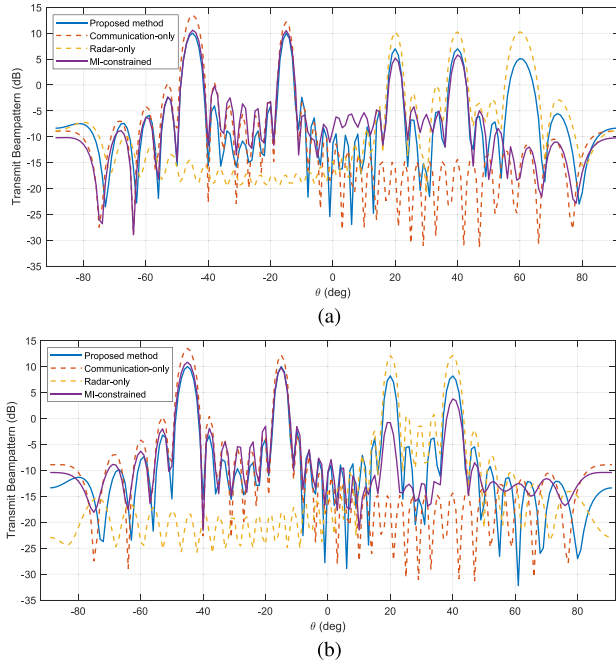 15
10
5
0
-5
-10
-15
-20
-25
-30
-35
Transmit Beampattern (dB)
Proposed method
Communication-only
Radar-only
MI-constrained
-80 -60 -40 -20 0 20 40 60 80
θ (deg)
(a)
15
10
5
0
-5
-10
-15
-20
-25
-30
-35
Transmit Beampattern (dB)
Proposed method
Communication-only
Radar-only
MI-constrained
-80 -60 -40 -20 0 20 40 60 80
θ (deg)
(b)